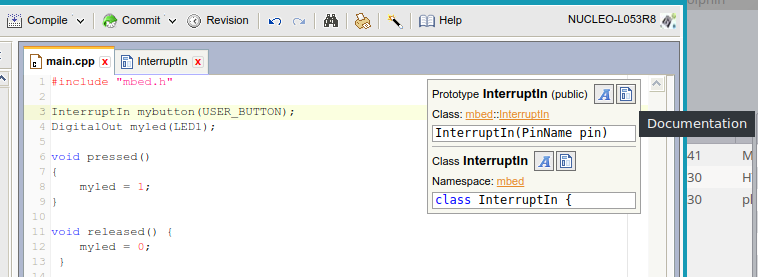 olphin
Compile Commit Revision Help NUCLEO-L053R8
main.cpp x InterruptIn x
1 #include "mbed.h"
2
3 InterruptIn mybutton(USER_BUTTON);
4 DigitalOut myled(LED1);
5
6 void pressed()
7 {
8 myled = 1;
9 }
10
11 void released() {
12 myled = 0;
13 }
14
Prototype InterruptIn (public) A
Class: mbed::InterruptIn
InterruptIn(PinName pin)
Class InterruptIn A
Namespace: mbed
class InterruptIn {
Documentation
41 M
30 H
30 pl